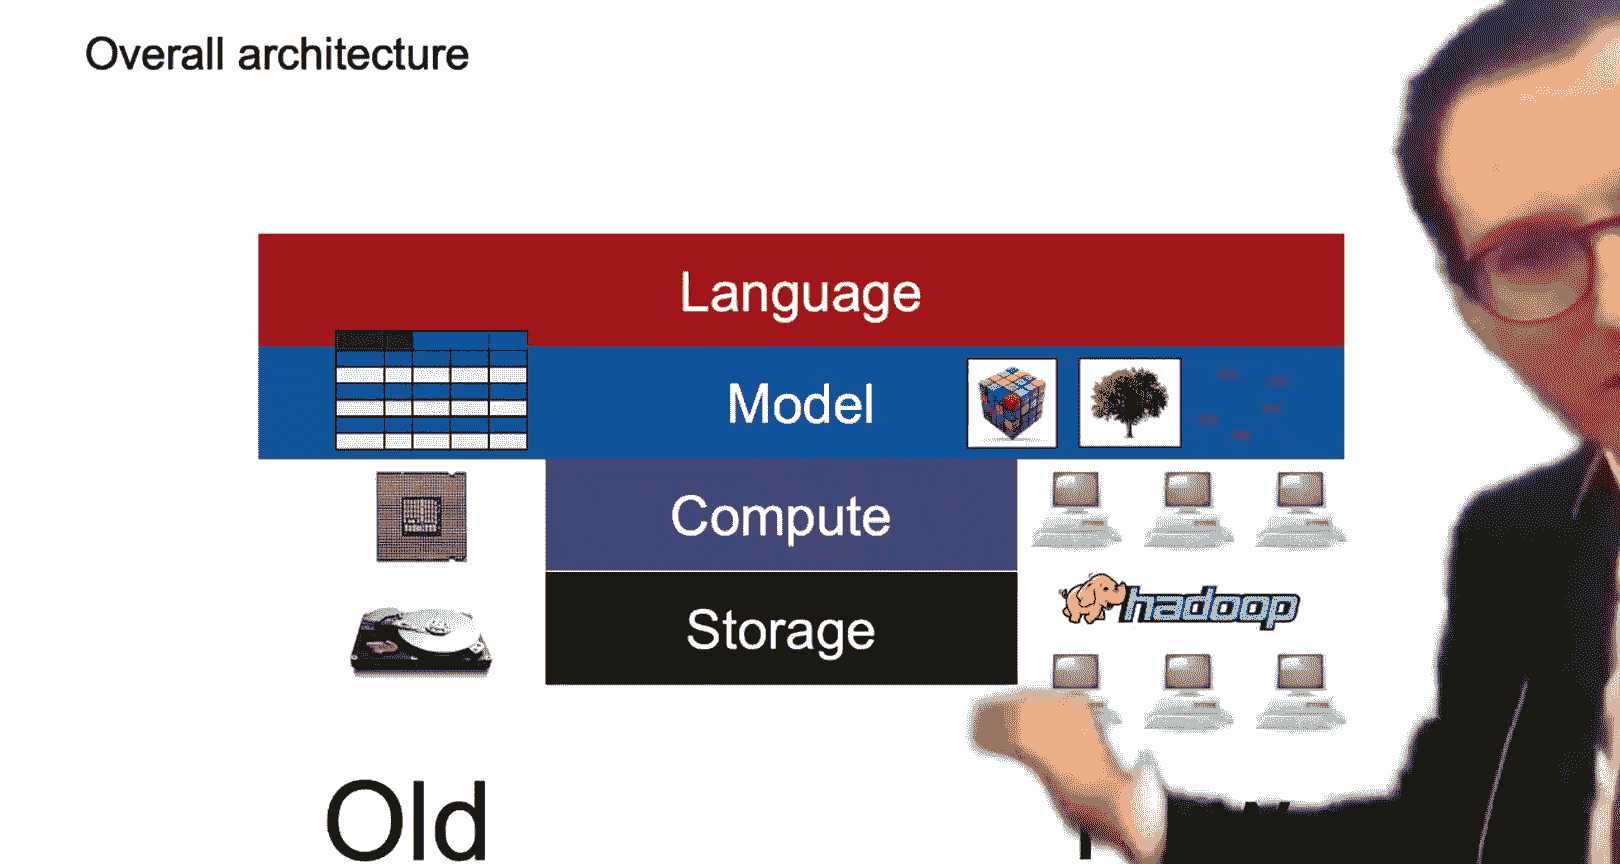 Overall architecture
Language
Model
Compute
hadoop
Storage
Old